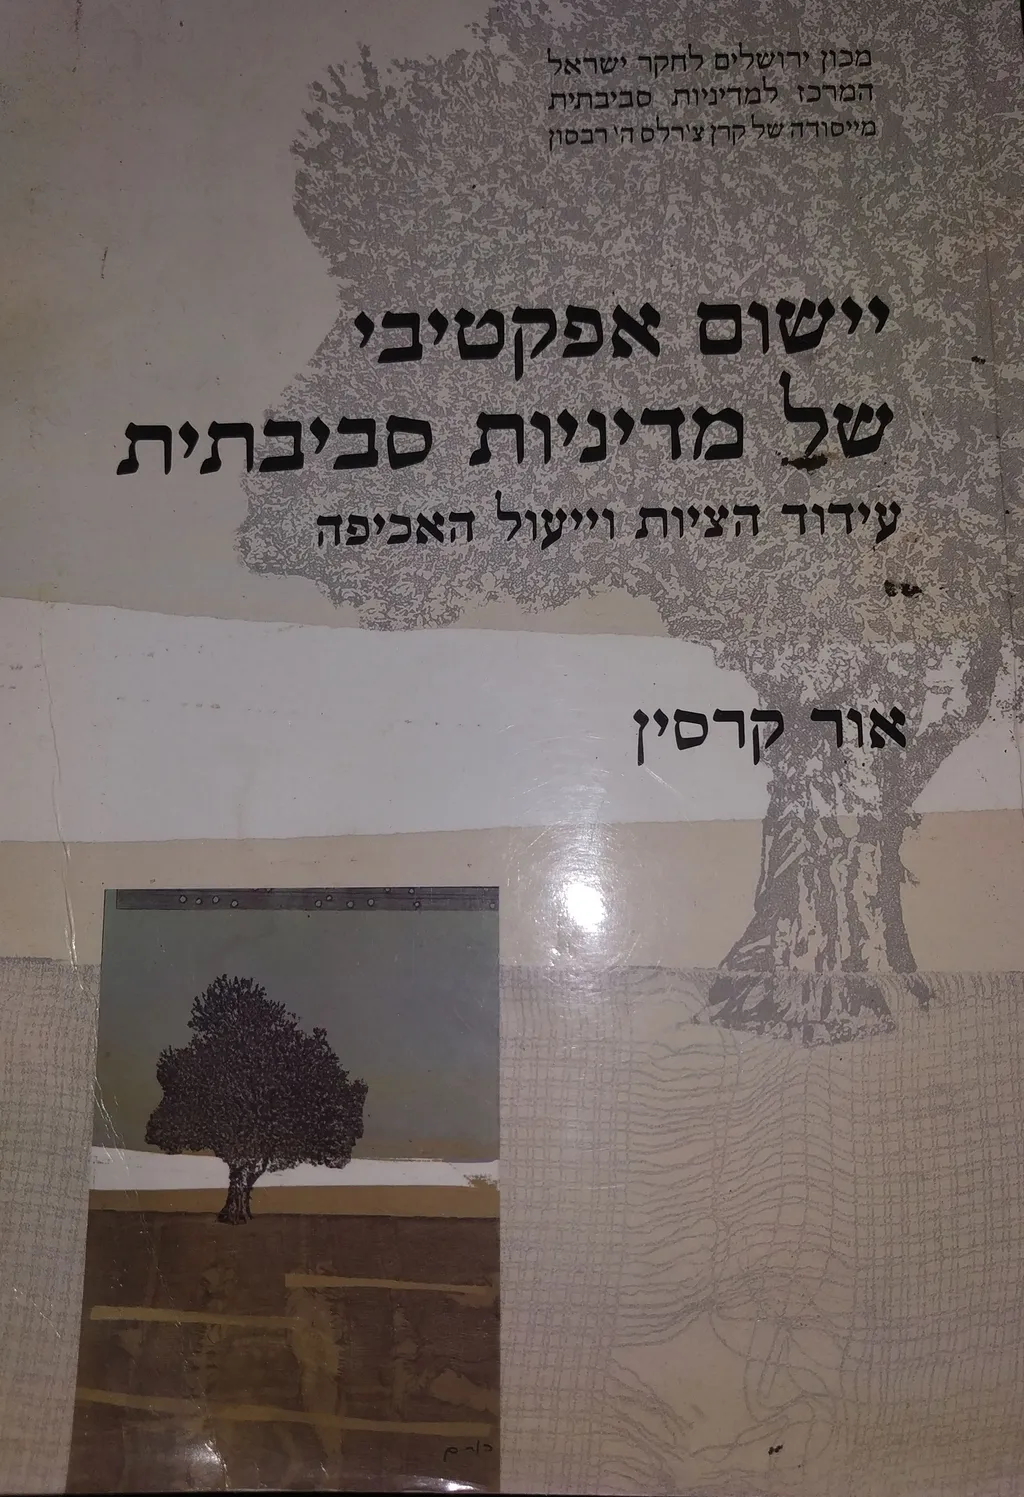 מכון ירושלים לחקר ישראל
המרכז למדיניות סביבתית
מייסודה של קרן צ'רלס ה' רבסון
יישום אפקטיבי
של מדיניות סביבתית
עידוד הציות וייעול האכיפה
אור קרסין